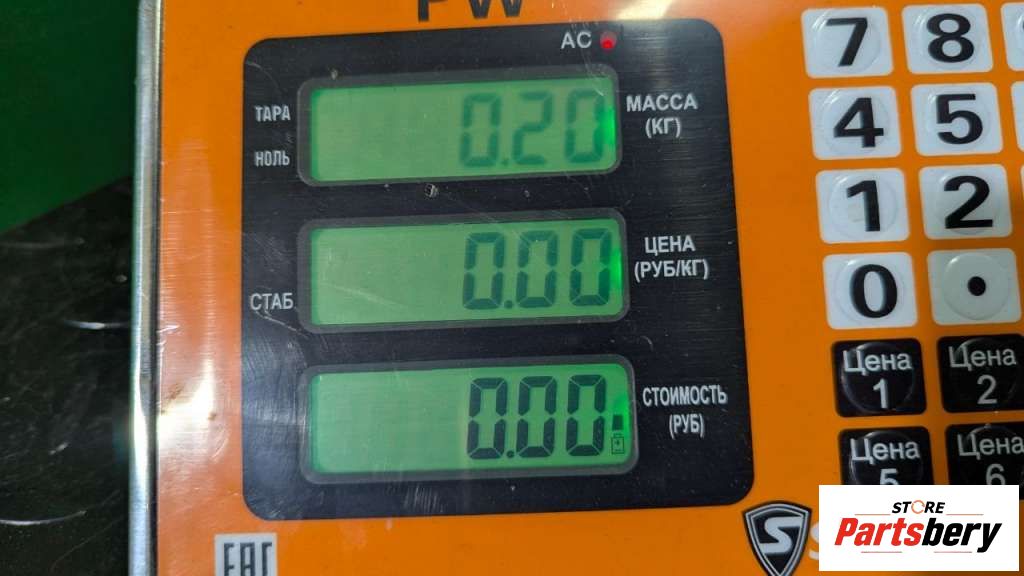 PW
AC
ТАРА
НОЛЬ
0.20
МАССА
(КГ)
СТАБ
0.00
ЦЕНА
(РУБ/КГ)
0.00
СТОИМОСТЬ
(РУБ)
7 8
4 5
1 2
0 .
Цена 1
Цена 2
Цена 5
Цена 6
EAC
S
STORE
Partsbery